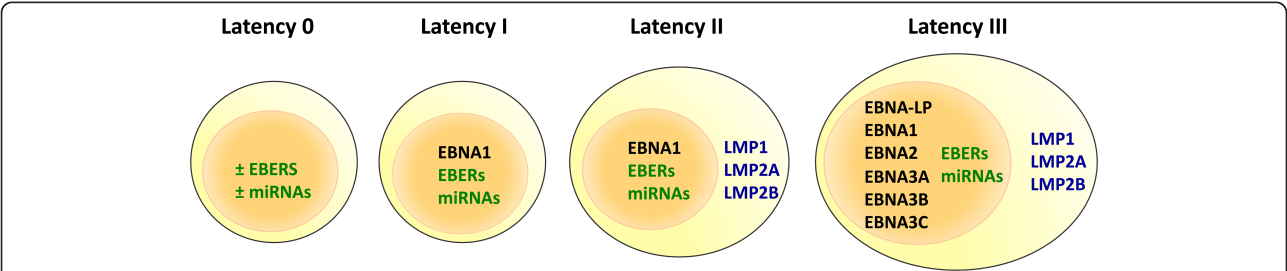 Latency 0
± EBERS
± miRNAs
Latency I
EBNA1
EBERs
miRNAs
Latency II
EBNA1
EBERs
miRNAs
LMP1
LMP2A
LMP2B
Latency III
EBNA-LP
EBNA1
EBNA2
EBNA3A
EBNA3B
EBNA3C
EBERs
miRNAs
LMP1
LMP2A
LMP2B